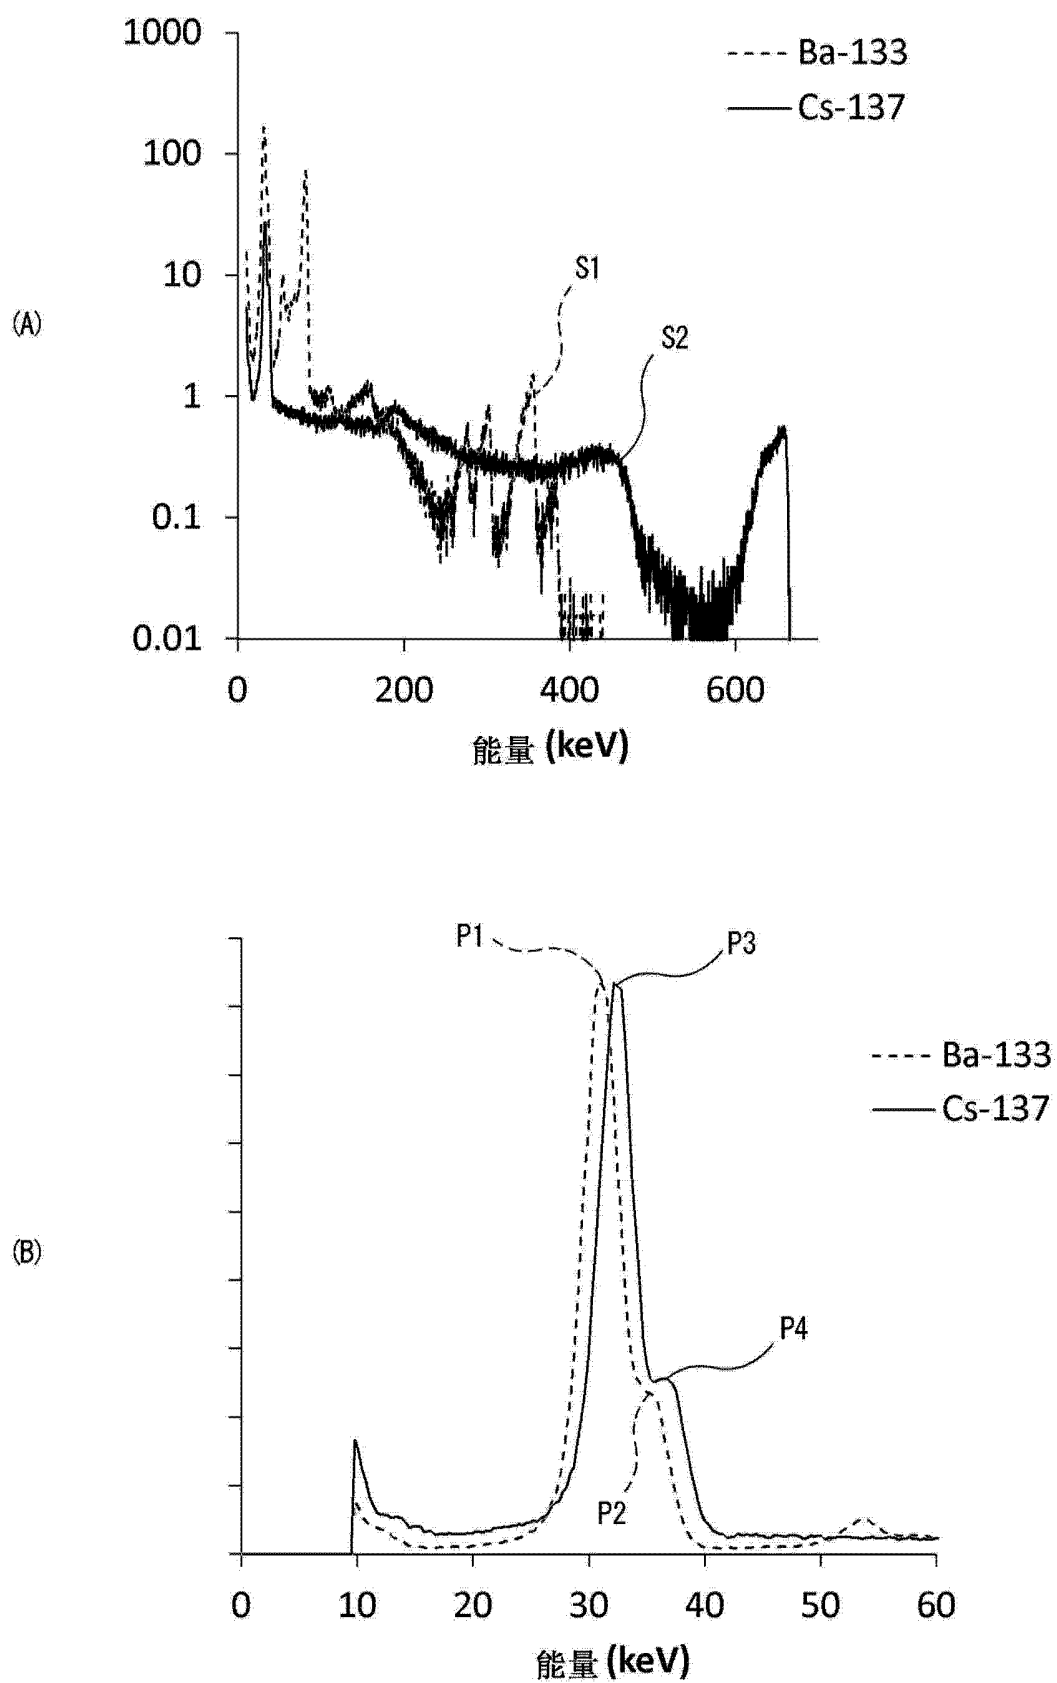 1000
Ba-133
Cs-137
100
10
S1
(A)
S2
1
0.1
0.01
0 200 400 600
能量 (keV)
P1
P3
Ba-133
Cs-137
(B)
P4
P2
0 10 20 30 40 50 60
能量 (keV)